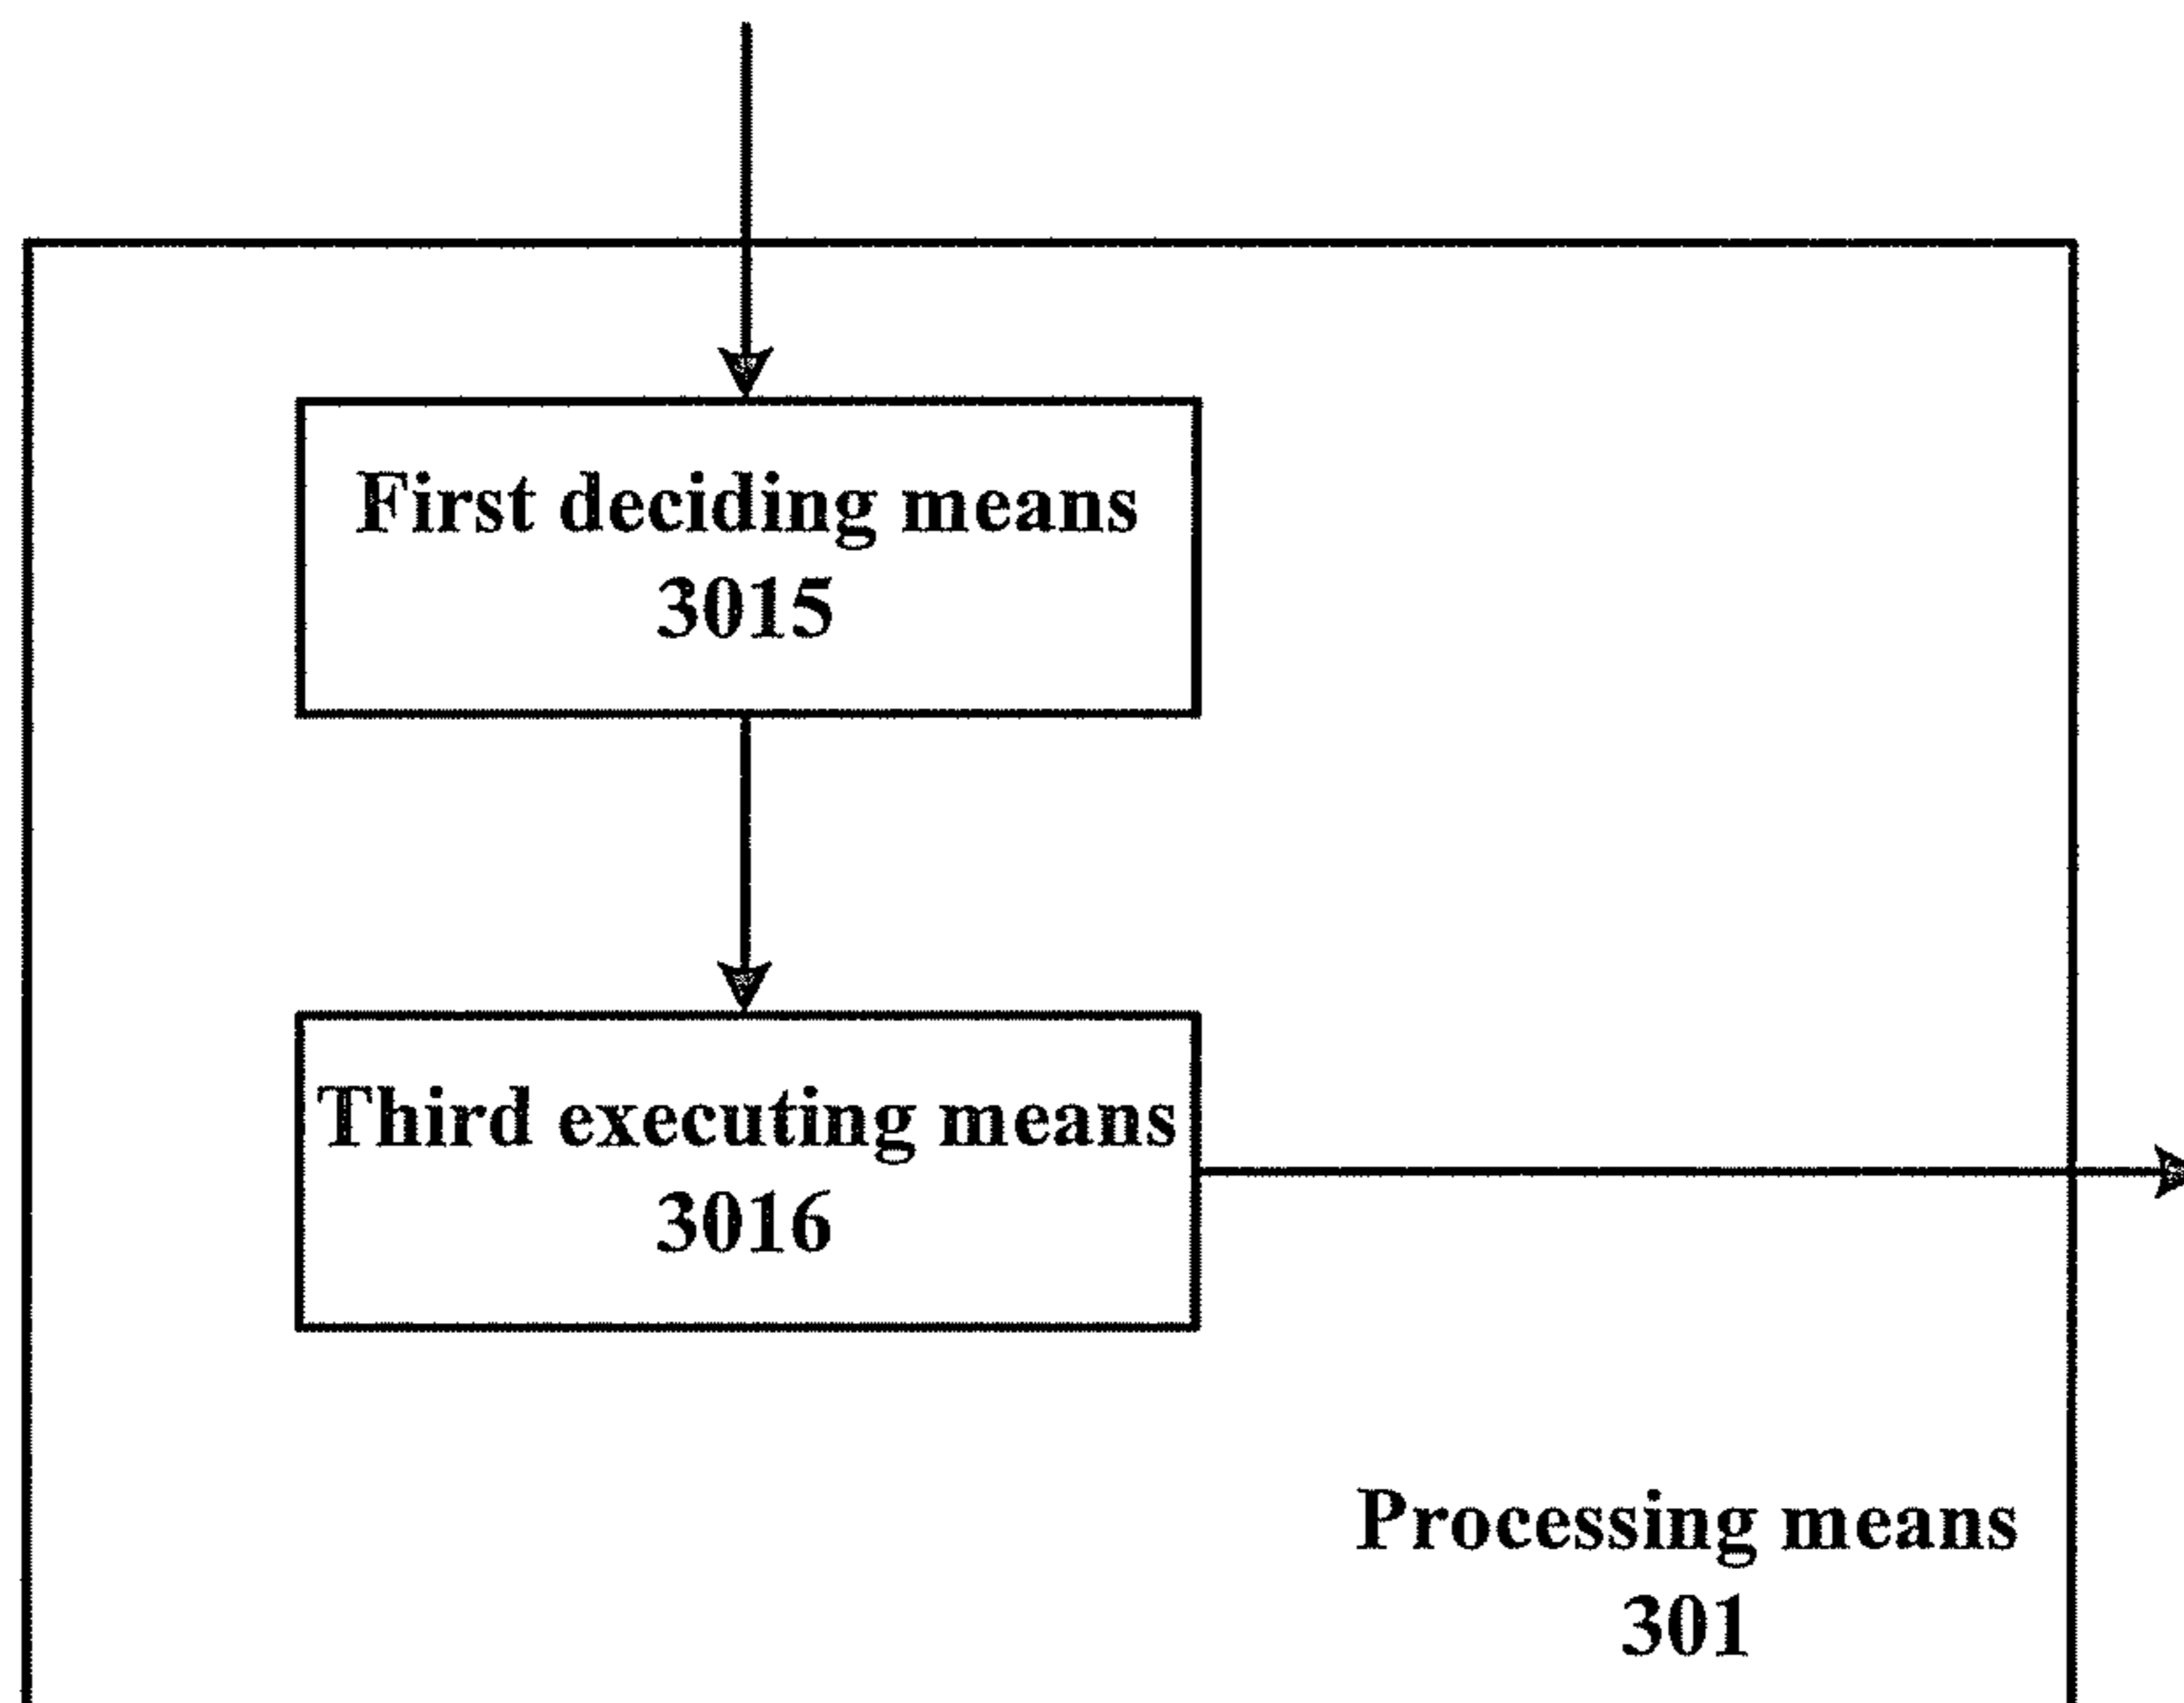 First deciding means
3015
Third executing means
3016
Processing means
301